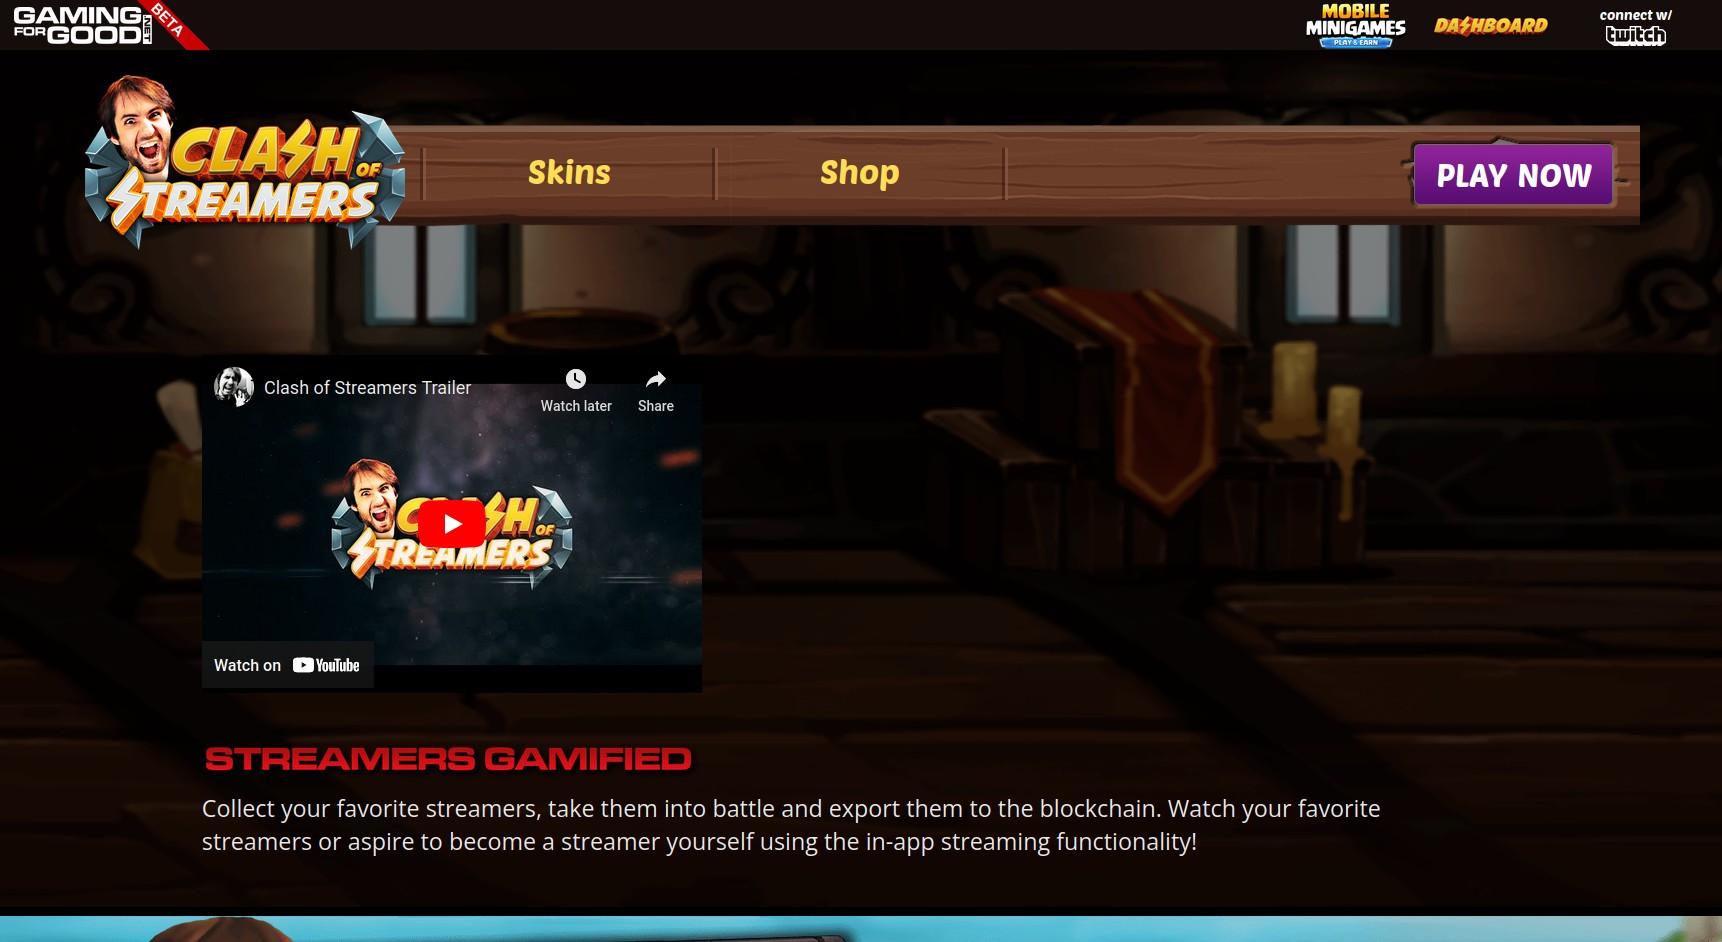 GAMING
FOR GOOD .NET
BETA
MOBILE
MINIGAMES
PLAY & EARN
DASHBOARD
connect w/
twitch
CLASH OF
STREAMERS
Skins
Shop
PLAY NOW
Clash of Streamers Trailer
Watch later
Share
CLASH OF
STREAMERS
Watch on YouTube
STREAMERS GAMIFIED
Collect your favorite streamers, take them into battle and export them to the blockchain. Watch your favorite
streamers or aspire to become a streamer yourself using the in-app streaming functionality!